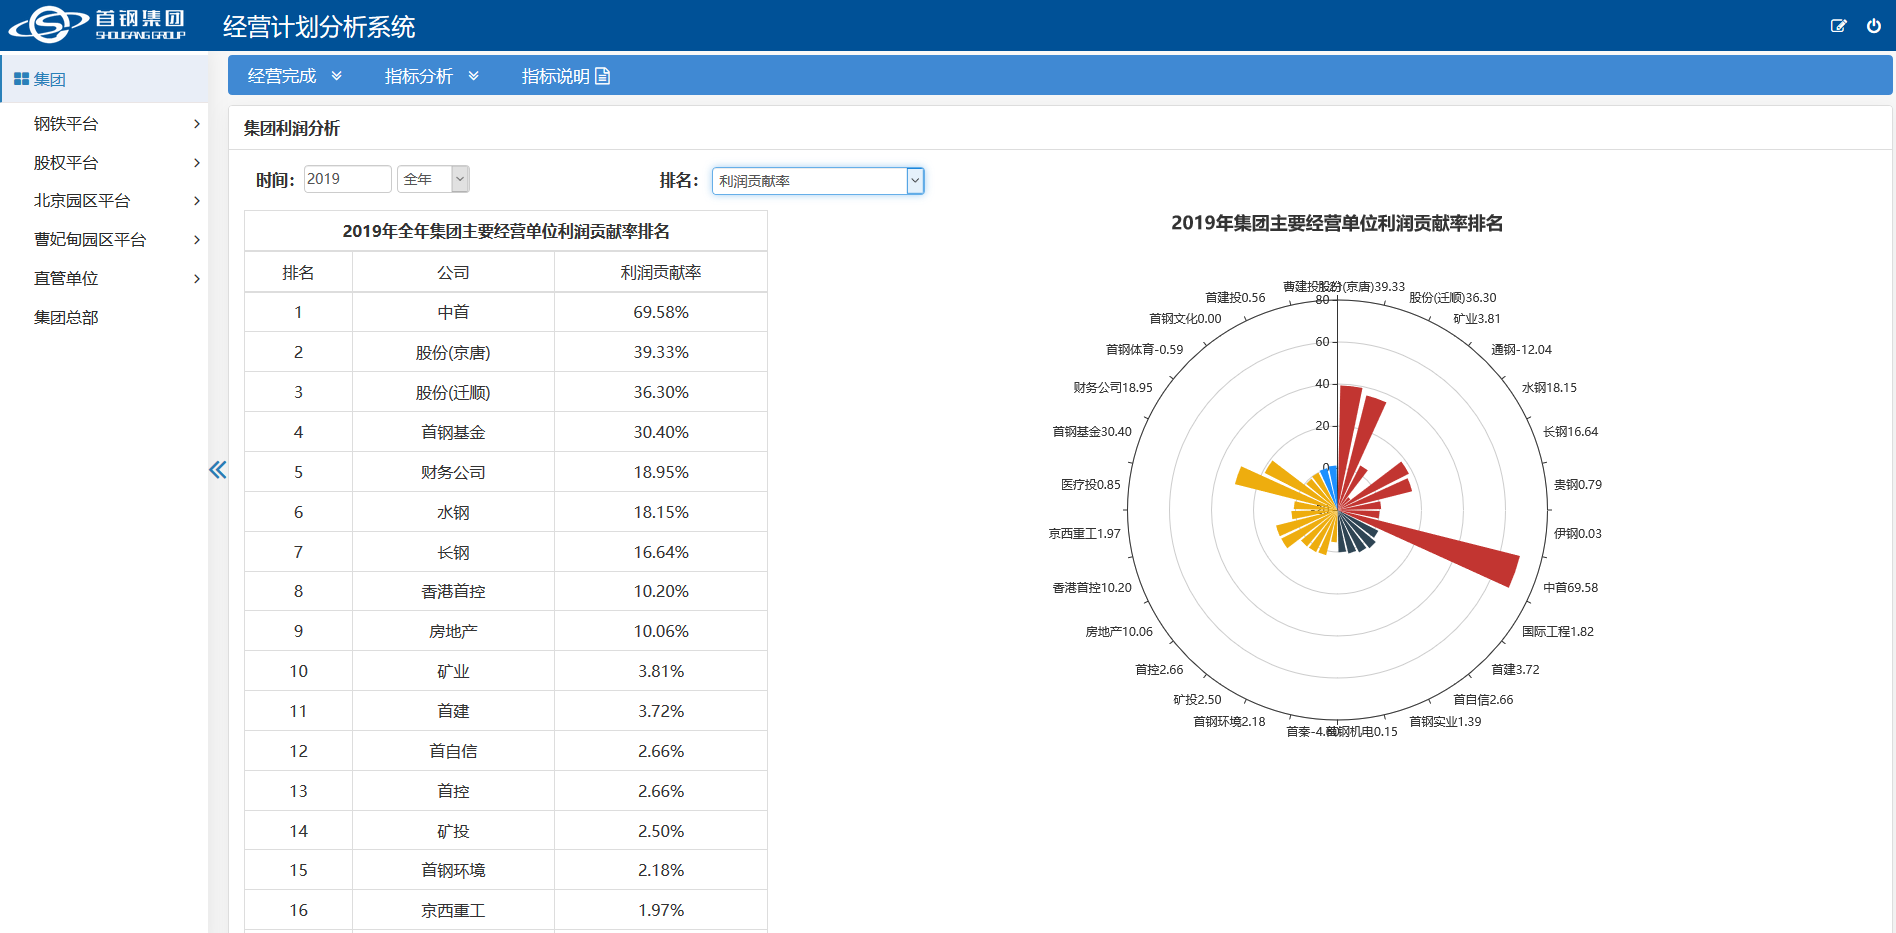 首钢集团
SHOUGANG GROUP
经营计划分析系统
集团
钢铁平台
股权平台
北京园区平台
曹妃甸园区平台
直管单位
集团总部
经营完成
指标分析
指标说明
集团利润分析
时间: 2019 全年
排名: 利润贡献率
2019年全年集团主要经营单位利润贡献率排名
排名 公司 利润贡献率
1 中首 69.58%
2 股份(京唐) 39.33%
3 股份(迁顺) 36.30%
4 首钢基金 30.40%
5 财务公司 18.95%
6 水钢 18.15%
7 长钢 16.64%
8 香港首控 10.20%
9 房地产 10.06%
10 矿业 3.81%
11 首建 3.72%
12 首自信 2.66%
13 首控 2.66%
14 矿投 2.50%
15 首钢环境 2.18%
16 京西重工 1.97%
2019年集团主要经营单位利润贡献率排名
股份(京唐)39.33
股份(迁顺)36.30
矿业3.81
通钢-12.04
水钢18.15
长钢16.64
贵钢0.79
伊钢0.03
中首69.58
国际工程1.82
首建3.72
首自信2.66
首钢实业1.39
首钢机电0.15
首钢环境2.18
矿投2.50
首控2.66
房地产10.06
香港首控10.20
京西重工1.97
医疗投0.85
首钢基金30.40
财务公司18.95
首钢体育-0.59
首钢文化0.00
首建投0.56
曹建投
80
60
40
20
0
-20